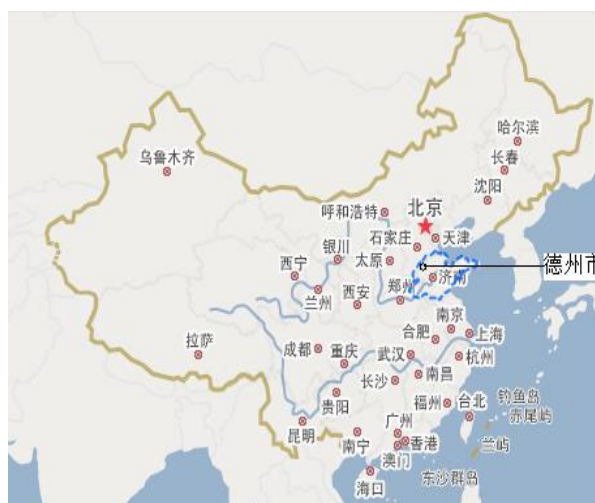 哈尔滨
乌鲁木齐
长春
沈阳
呼和浩特
北京
石家庄
天津
银川
太原
西宁
济南
德州市
兰州
西安
郑州
南京
合肥
上海
拉萨
成都
重庆
武汉
杭州
长沙
南昌
贵阳
钓鱼岛
赤尾屿
福州
台北
昆明
南宁
广州
香港
澳门
兰屿
海口
东沙群岛